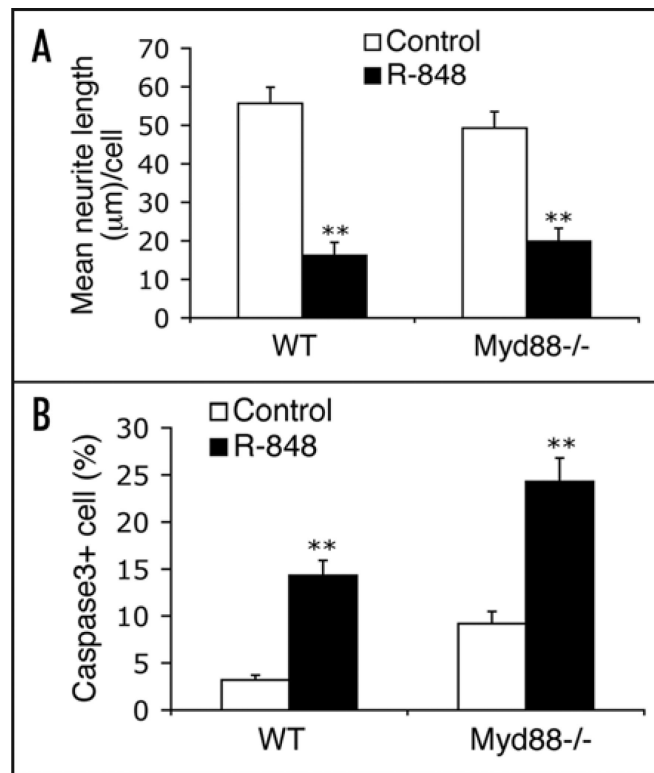 A
Control
R-848
Mean neurite length
(μm)/cell
70
60
50
40
30
20
10
0
**
**
WT
Myd88-/-
B
Control
R-848
Caspase3+ cell (%)
30
25
20
15
10
5
0
**
**
WT
Myd88-/-